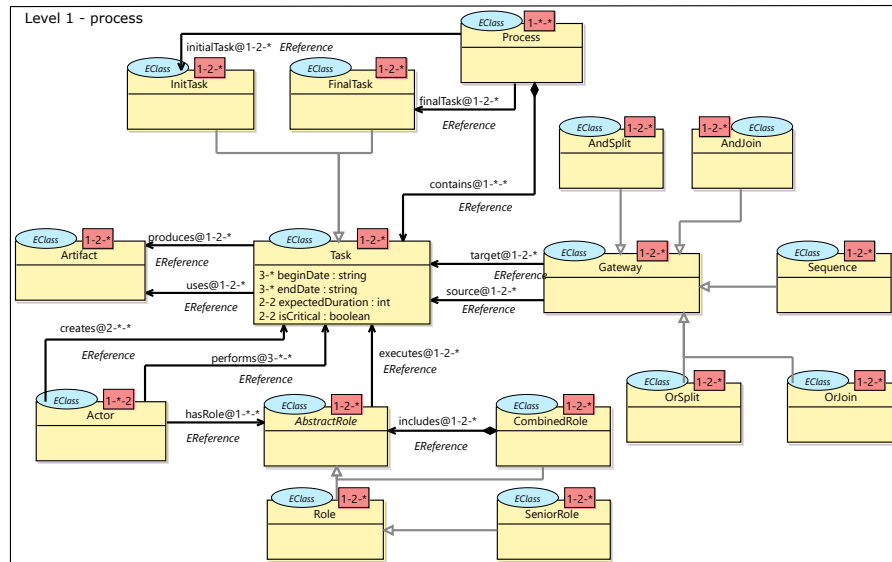 Level 1 - process
EClass 1-*-*
Process
initialTask@1-2-* EReference
EClass 1-2-*
InitTask
EClass 1-2-*
FinalTask
finalTask@1-2-*
EReference
EClass 1-2-*
AndSplit
1-2-* EClass
AndJoin
contains@1-*-*
EReference
EClass 1-2-*
Artifact
produces@1-2-*
EReference
uses@1-2-*
EReference
EClass 1-2-*
Task
3-* beginDate : string
3-* endDate : string
2-2 expectedDuration : int
2-2 isCritical : boolean
target@1-2-*
EReference
source@1-2-*
EReference
EClass 1-2-*
Gateway
EClass 1-2-*
Sequence
creates@2-*-*
EReference
performs@3-*-*
EReference
executes@1-2-*
EReference
EClass 1-*-2
Actor
hasRole@1-*-*
EReference
EClass 1-2-*
AbstractRole
includes@1-2-*
EReference
EClass 1-2-*
CombinedRole
EClass 1-2-*
OrSplit
EClass 1-2-*
OrJoin
EClass 1-2-*
Role
EClass 1-2-*
SeniorRole